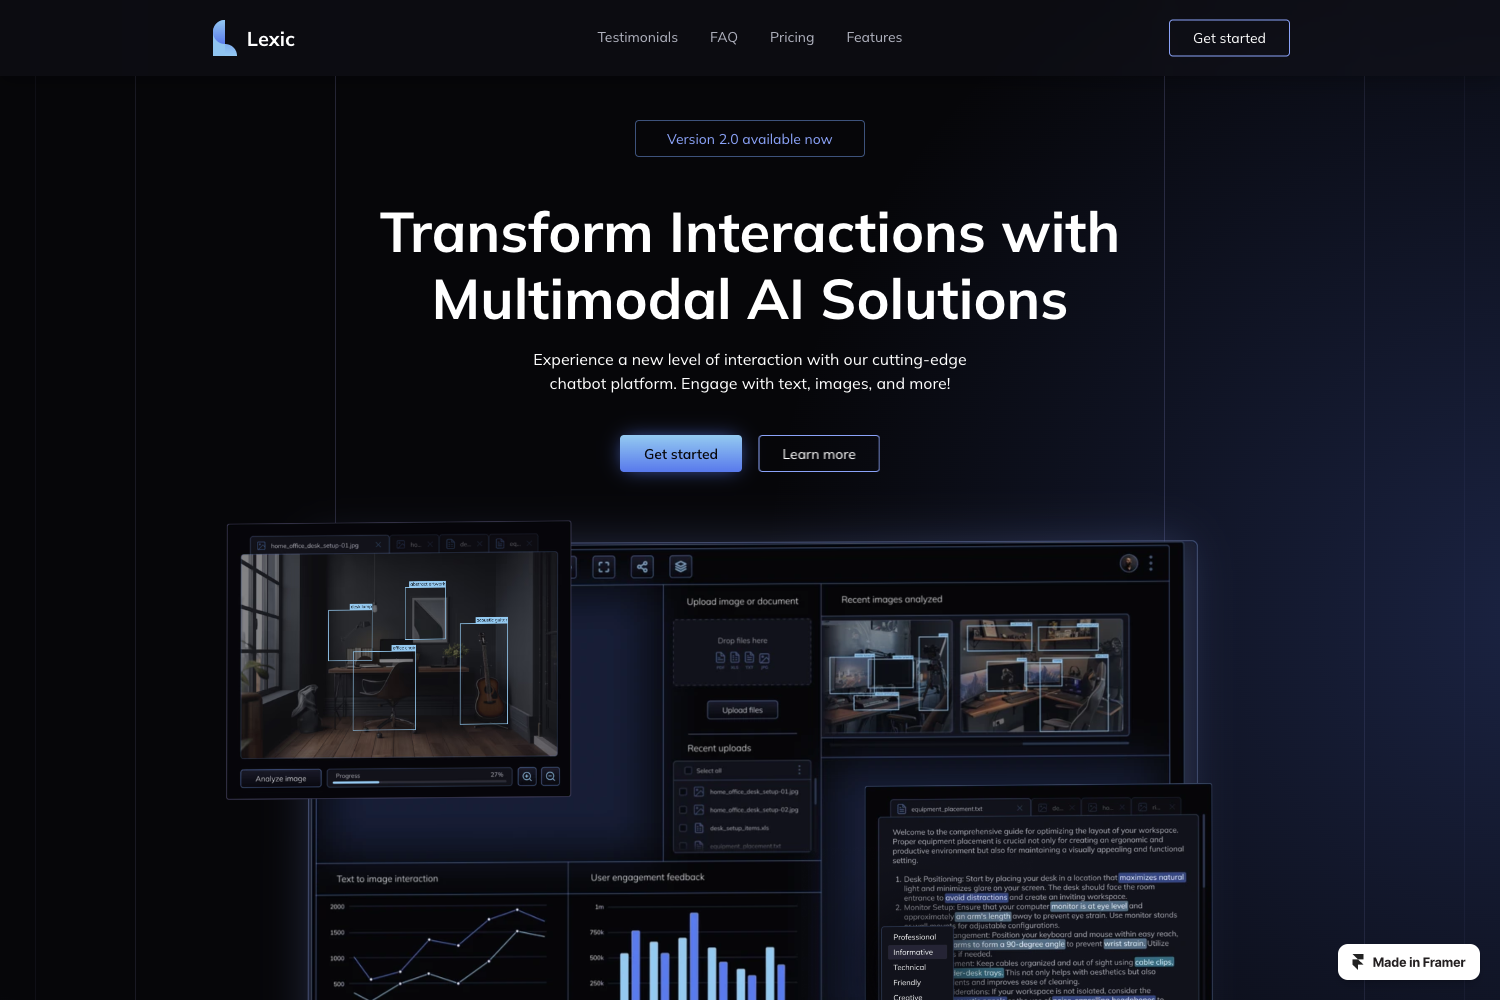 Lexic
Testimonials
FAQ
Pricing
Features
Get started
Version 2.0 available now
Transform Interactions with
Multimodal AI Solutions
Experience a new level of interaction with our cutting-edge
chatbot platform. Engage with text, images, and more!
Get started
Learn more
home_office_desk_setup-01.jpg
abstract artwork
desk lamp
acoustic guitar
office chair
Analyze image
Progress
27%
Upload image or document
Drop files here
Upload files
Recent uploads
Select all
home_office_desk_setup-01.jpg
home_office_desk_setup-02.jpg
desk_setup_items.xls
equipment_placement.txt
Recent images analyzed
Text to image interaction
2000
1500
1000
500
User engagement feedback
1m
750k
500k
250k
equipment_placement.txt
Welcome to the comprehensive guide for optimizing the layout of your workspace.
Proper equipment placement is crucial not only for creating an ergonomic and
productive environment but also for maintaining a visually appealing and functional
setting.
1. Desk Positioning: Start by placing your desk in a location that maximizes natural
light and minimizes glare on your screen. The desk should face the room
entrance to avoid distractions and create an inviting workspace.
2. Monitor Setup: Ensure that your computer monitor is at eye level and
approximately an arm's length away to prevent eye strain. Use monitor stands
for adjustable configurations.
angement: Position your keyboard and mouse within easy reach,
arms to form a 90-degree angle to prevent wrist strain. Utilize
s if needed.
ment: Keep cables organized and out of sight using cable clips,
der-desk trays. This not only helps with aesthetics but also
ents and improves ease of cleaning.
iderations: If your workspace is not isolated, consider the
Professional
Informative
Technical
Friendly
Creative
Made in Framer